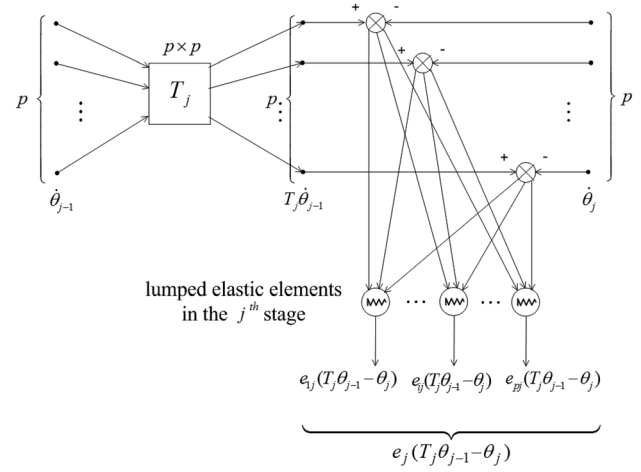 + -
p × p
+ -
p T_j p ⋮ p
+ -
θ̇_{j-1} T_j θ̇_{j-1} θ̇_j
lumped elastic elements
in the j^{th} stage
... ...
e_{1j}(T_jθ_{j-1}-θ_j) e_{ij}(T_jθ_{j-1}-θ_j) e_{pj}(T_jθ_{j-1}-θ_j)
e_j(T_jθ_{j-1}-θ_j)